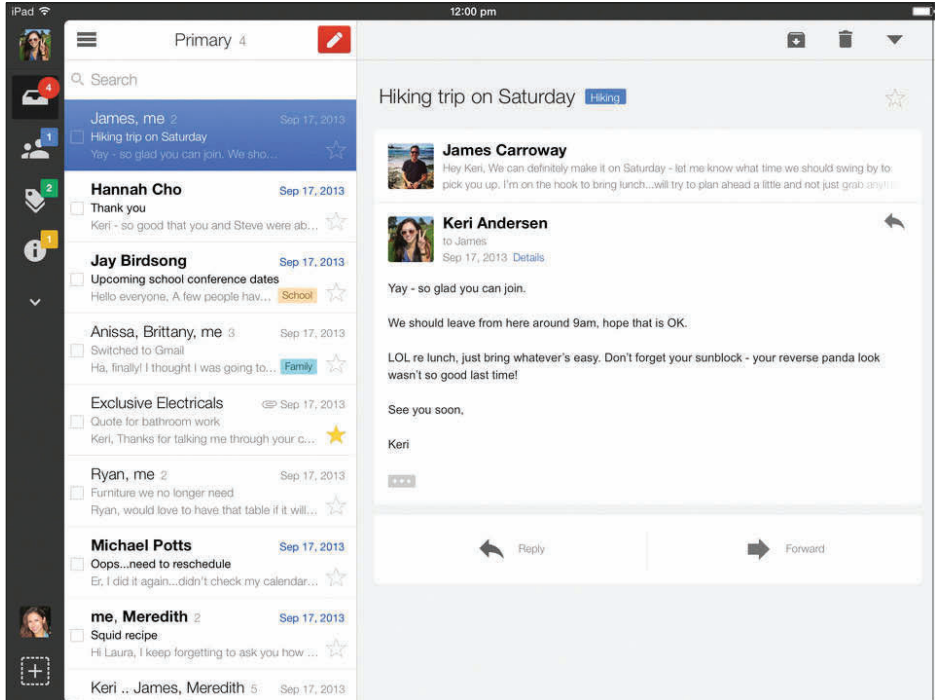 iPad
12:00 pm
Primary 4
4
1
2
1
Search
James, me 2 Sep 17, 2013
Hiking trip on Saturday
Yay - so glad you can join. We sho...
Hannah Cho Sep 17, 2013
Thank you
Keri - so good that you and Steve were ab...
Jay Birdsong Sep 17, 2013
Upcoming school conference dates
Hello everyone, A few people hav... School
Anissa, Brittany, me 3 Sep 17, 2013
Switched to Gmail
Ha, finally! I thought I was going to... Family
Exclusive Electricals Sep 17, 2013
Quote for bathroom work
Keri, Thanks for talking me through your c...
Ryan, me 2 Sep 17, 2013
Furniture we no longer need
Ryan, would love to have that table if it will...
Michael Potts Sep 17, 2013
Oops...need to reschedule
Er, I did it again...didn't check my calendar...
me, Meredith 2 Sep 17, 2013
Squid recipe
Hi Laura, I keep forgetting to ask you how ...
Keri .. James, Meredith 5 Sep 17, 2013
Hiking trip on Saturday Hiking
James Carroway
Hey Keri, We can definitely make it on Saturday - let me know what time we should swing by to
pick you up. I'm on the hook to bring lunch...will try to plan ahead a little and not just grab
Keri Andersen
to James
Sep 17, 2013 Details
Yay - so glad you can join.
We should leave from here around 9am, hope that is OK.
LOL re lunch, just bring whatever's easy. Don't forget your sunblock - your reverse panda look
wasn't so good last time!
See you soon,
Keri
Reply
Forward